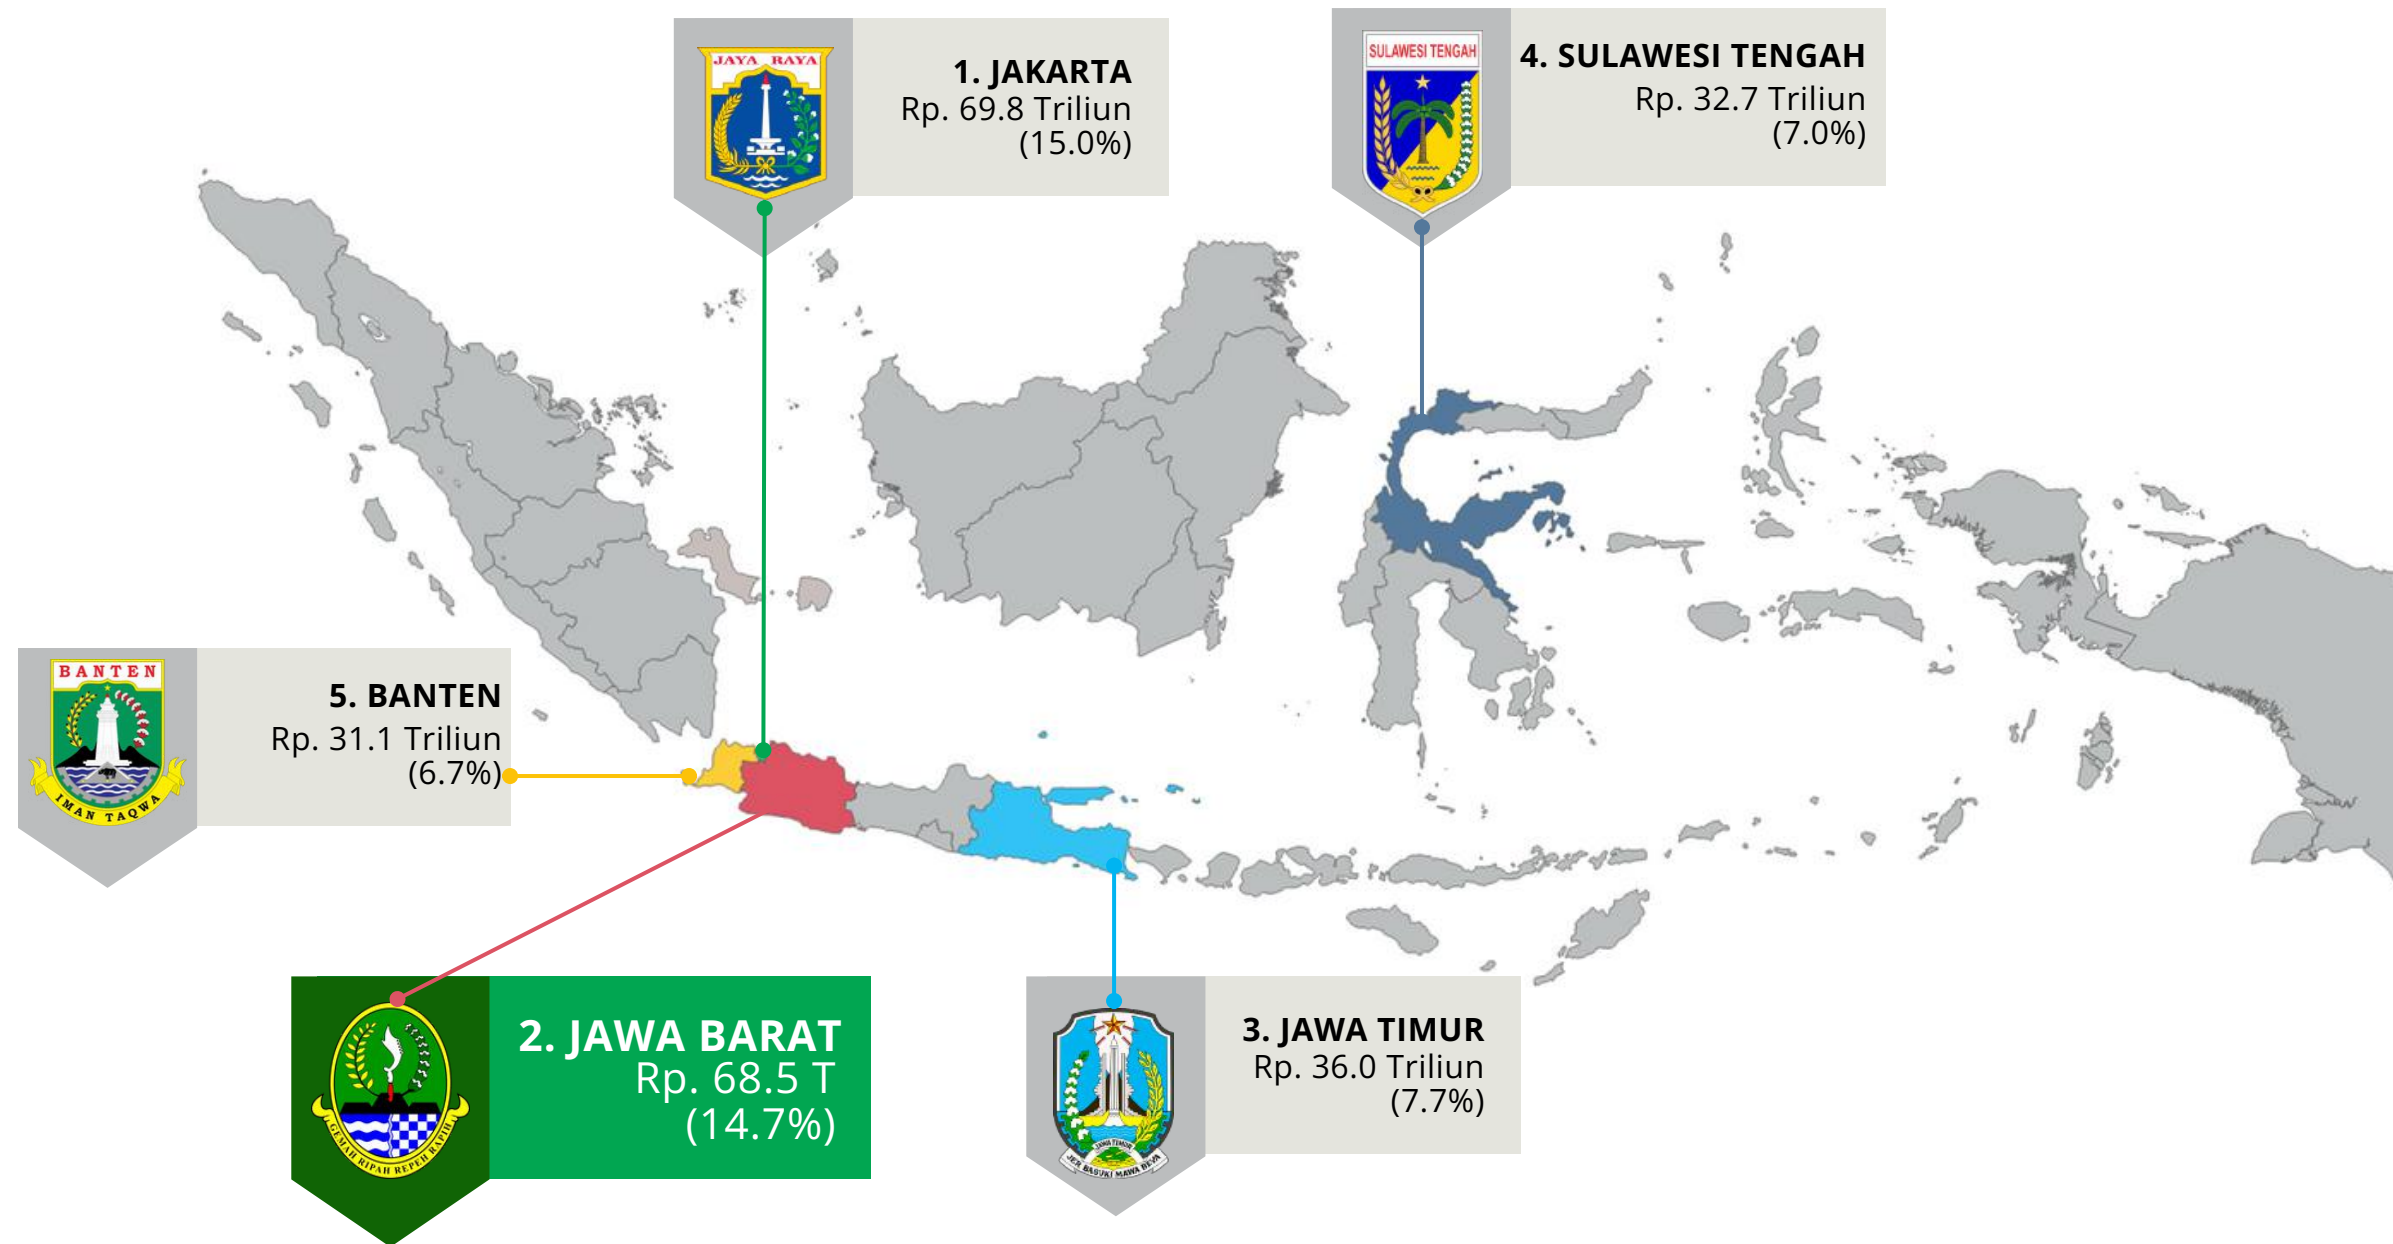 JAYA RAYA
1. JAKARTA
Rp. 69.8 Triliun
(15.0%)
SULAWESI TENGAH
4. SULAWESI TENGAH
Rp. 32.7 Triliun
(7.0%)
BANTEN
IMAN TAQWA
5. BANTEN
Rp. 31.1 Triliun
(6.7%)
GEMAH RIPAH REPEH RAPIH
2. JAWA BARAT
Rp. 68.5 T
(14.7%)
JAWA TIMUR
JER BASUKI MAWA BEYA
3. JAWA TIMUR
Rp. 36.0 Triliun
(7.7%)